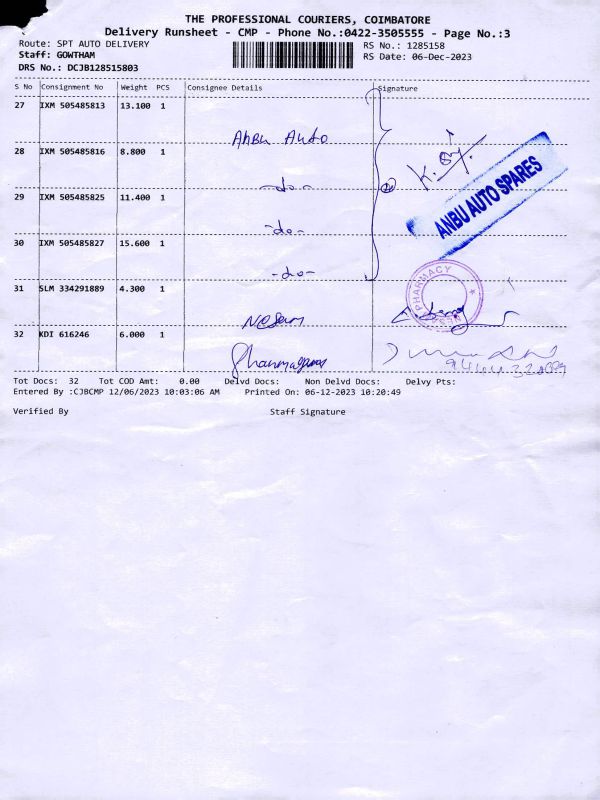 THE PROFESSIONAL COURIERS, COIMBATORE
Delivery Runsheet - CMP - Phone No.:0422-3505555 - Page No.:3
Route: SPT AUTO DELIVERY RS No.: 1285158
Staff: GOWTHAM RS Date: 06-Dec-2023
DRS No.: DCJB128515803
S No Consignment No Weight PCS Consignee Details Signature
27 IXM 505485813 13.100 1
Anbu Auto
28 IXM 505485816 8.800 1
-do-
29 IXM 505485825 11.400 1
-do-
30 IXM 505485827 15.600 1
-do-
ANBU AUTO SPARES
31 SLM 334291889 4.300 1
PHARMACY
32 KDI 616246 6.000 1
Tot Docs: 32 Tot COD Amt: 0.00 Delvd Docs: Non Delvd Docs: Delvy Pts:
Entered By :CJBCMP 12/06/2023 10:03:06 AM Printed On: 06-12-2023 10:20:49
Verified By Staff Signature